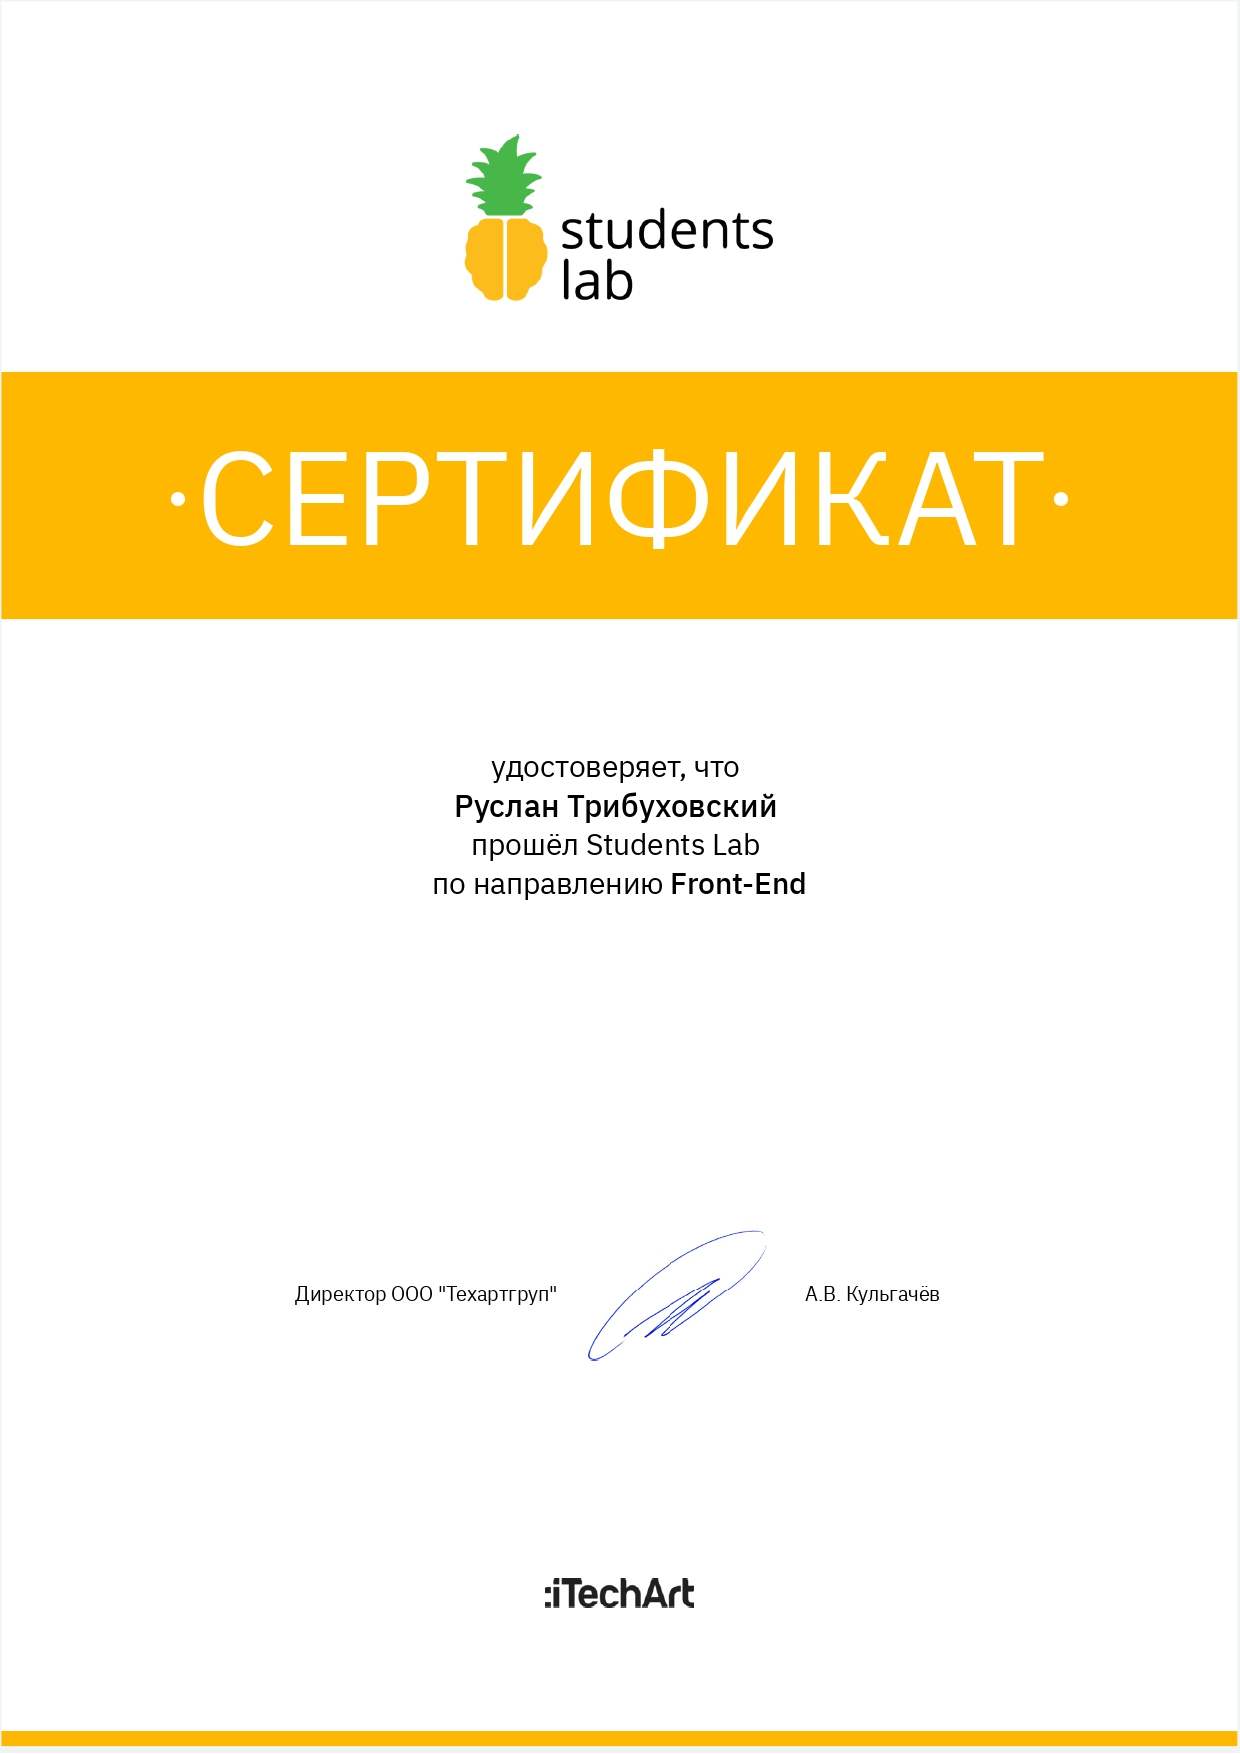 students
lab
·СЕРТИФИКАТ·
удостоверяет, что
Руслан Трибуховский
прошёл Students Lab
по направлению Front-End
Директор ООО "Техартгруп" А.В. Кульгачёв
:iTechArt